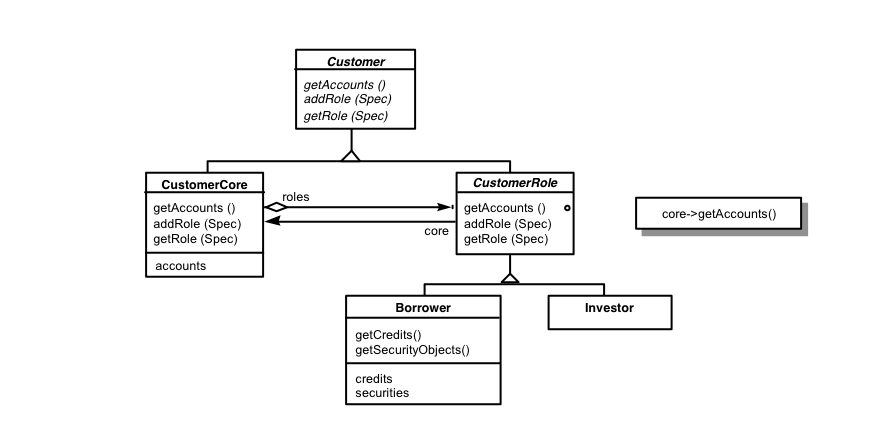 Customer
getAccounts ()
addRole (Spec)
getRole (Spec)
CustomerCore
getAccounts ()
addRole (Spec)
getRole (Spec)
accounts
roles
core
CustomerRole
getAccounts ()
addRole (Spec)
getRole (Spec)
core->getAccounts()
Borrower
getCredits()
getSecurityObjects()
credits
securities
Investor